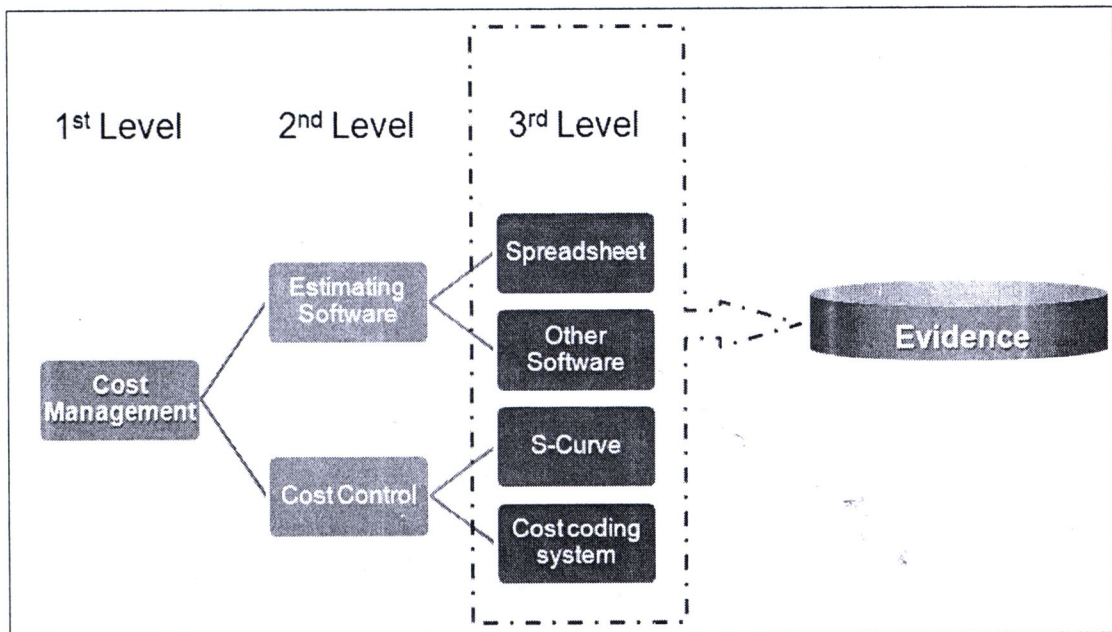 1st Level
2nd Level
3rd Level
Cost
Management
Estimating
Software
Cost Control
Spreadsheet
Other
Software
S-Curve
Cost coding
system
Evidence